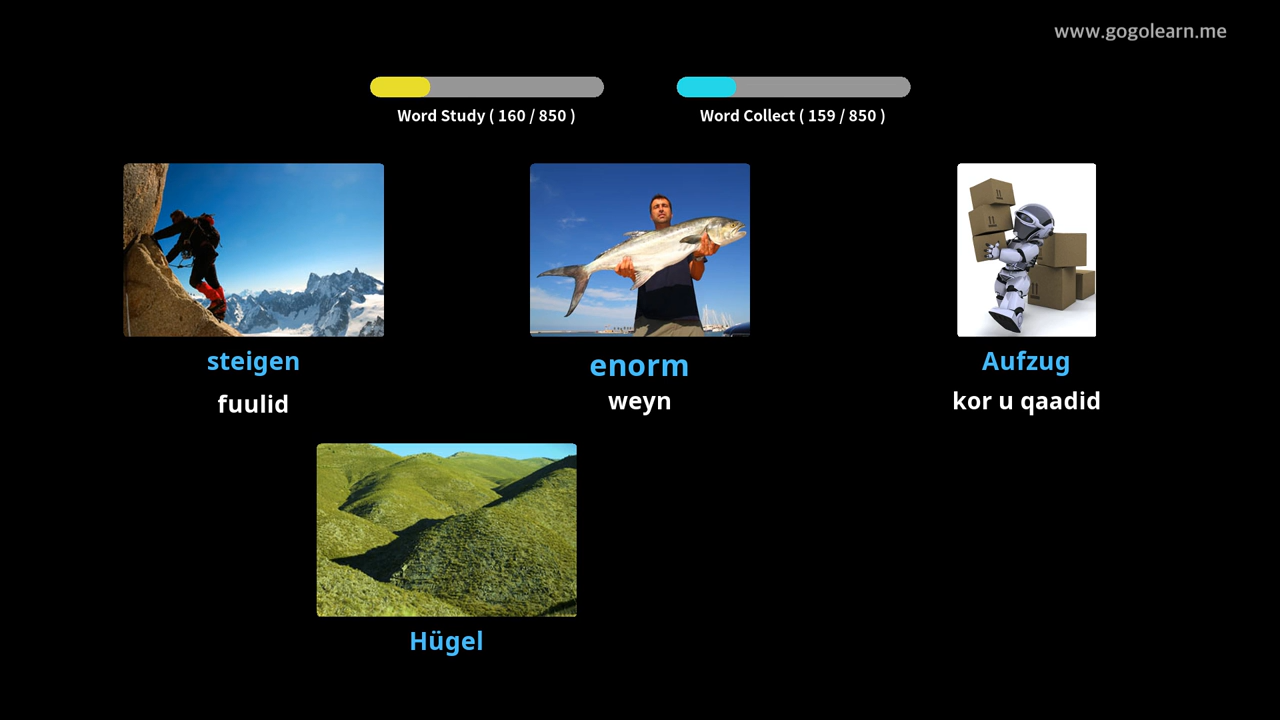 www.gogolearn.me
Word Study ( 160 / 850 )
Word Collect ( 159 / 850 )
steigen
fuulid
enorm
weyn
Aufzug
kor u qaadid
Hügel